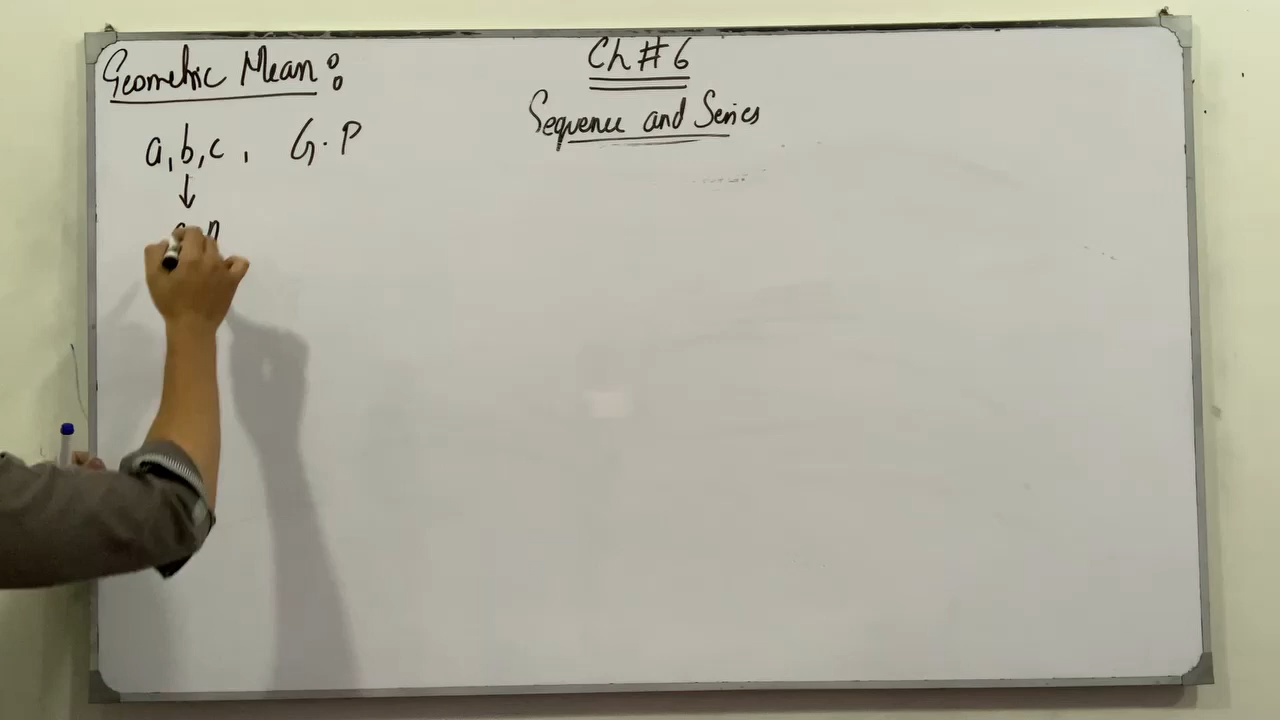 Ch # 6
Sequence and Series
Geometric Mean:
a, b, c, G.P